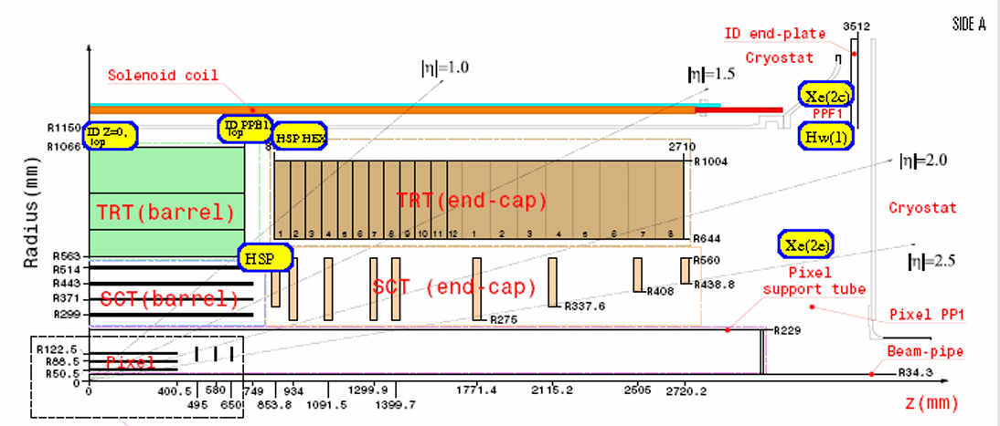 SIDE A
3512
ID end-plate
Cryostat
|η|=1.0
|η|=1.5
Solenoid coil
Xe(2c)
PPF1
Hw(1)
R1150
ID Z=0, top
ID PPB1 Top
HSP HEX
R1066
8
2710
R1004
|η|=2.0
TRT(barrel)
TRT(end-cap)
Cryostat
Radius(mm)
1 2 3 4 5 6 7 8 9 10 11 12 1 2 3 4 5 6 7 8
R644
Xe(2e)
R563
HSP
R560
|η|=2.5
R514
R443
R438.8
Pixel
support tube
SCT(barrel)
SCT (end-cap)
R408
R371
R337.6
R299
R275
Pixel PP1
R229
R122.5
R88.5
R50.5
Pixel
Beam-pipe
R34.3
0
0
400.5
580
749
934
1299.9
1771.4
2115.2
2505
2720.2
495
650
853.8
1091.5
1399.7
z(mm)